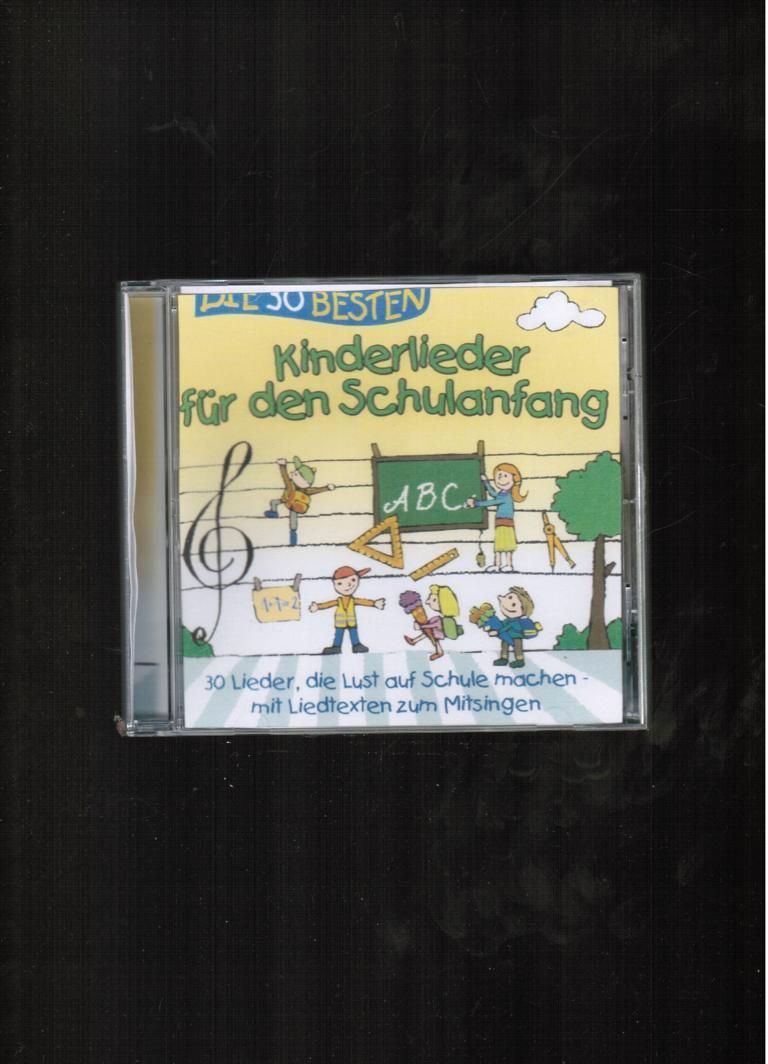 DIE 30 BESTEN
Kinderlieder
für den Schulanfang
ABC
1+1=2
30 Lieder, die Lust auf Schule machen -
mit Liedtexten zum Mitsingen